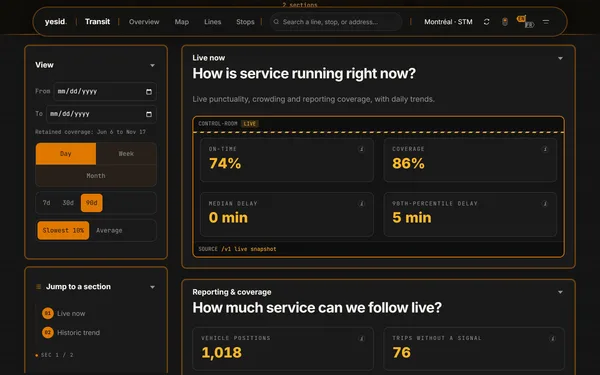 2 sections
yesid. Transit Overview Map Lines Stops Search a line, stop, or address... Montréal · STM
View
From mm/dd/yyyy
To mm/dd/yyyy
Retained coverage: Jun 6 to Nov 17
Day Week
Month
7d 30d 90d
Slowest 10% Average
Jump to a section
01 Live now
02 Historic trend
SEC 1 / 2
Live now
How is service running right now?
Live punctuality, crowding and reporting coverage, with daily trends.
CONTROL-ROOM LIVE
ON-TIME
74%
COVERAGE
86%
MEDIAN DELAY
0 min
90TH-PERCENTILE DELAY
5 min
SOURCE /v1 live snapshot
Reporting & coverage
How much service can we follow live?
VEHICLE POSITIONS
1,018
TRIPS WITHOUT A SIGNAL
76